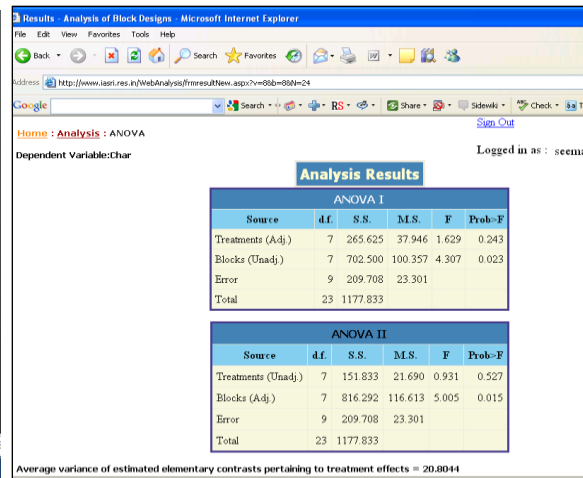 Results - Analysis of Block Designs - Microsoft Internet Explorer
File Edit View Favorites Tools Help
Back Search Favorites
Address http://www.iasri.res.in/WebAnalysis/frmresultNew.aspx?v=8&b=8&N=24
Google Search RS Share Sidewiki Check
Sign Out
Home : Analysis : ANOVA
Logged in as : seema
Dependent Variable:Char
Analysis Results
ANOVA I
Source d.f. S.S. M.S. F Prob>F
Treatments (Adj.) 7 265.625 37.946 1.629 0.243
Blocks (Unadj.) 7 702.500 100.357 4.307 0.023
Error 9 209.708 23.301
Total 23 1177.833
ANOVA II
Source d.f. S.S. M.S. F Prob>F
Treatments (Unadj.) 7 151.833 21.690 0.931 0.527
Blocks (Adj.) 7 816.292 116.613 5.005 0.015
Error 9 209.708 23.301
Total 23 1177.833
Average variance of estimated elementary contrasts pertaining to treatment effects = 20.8044